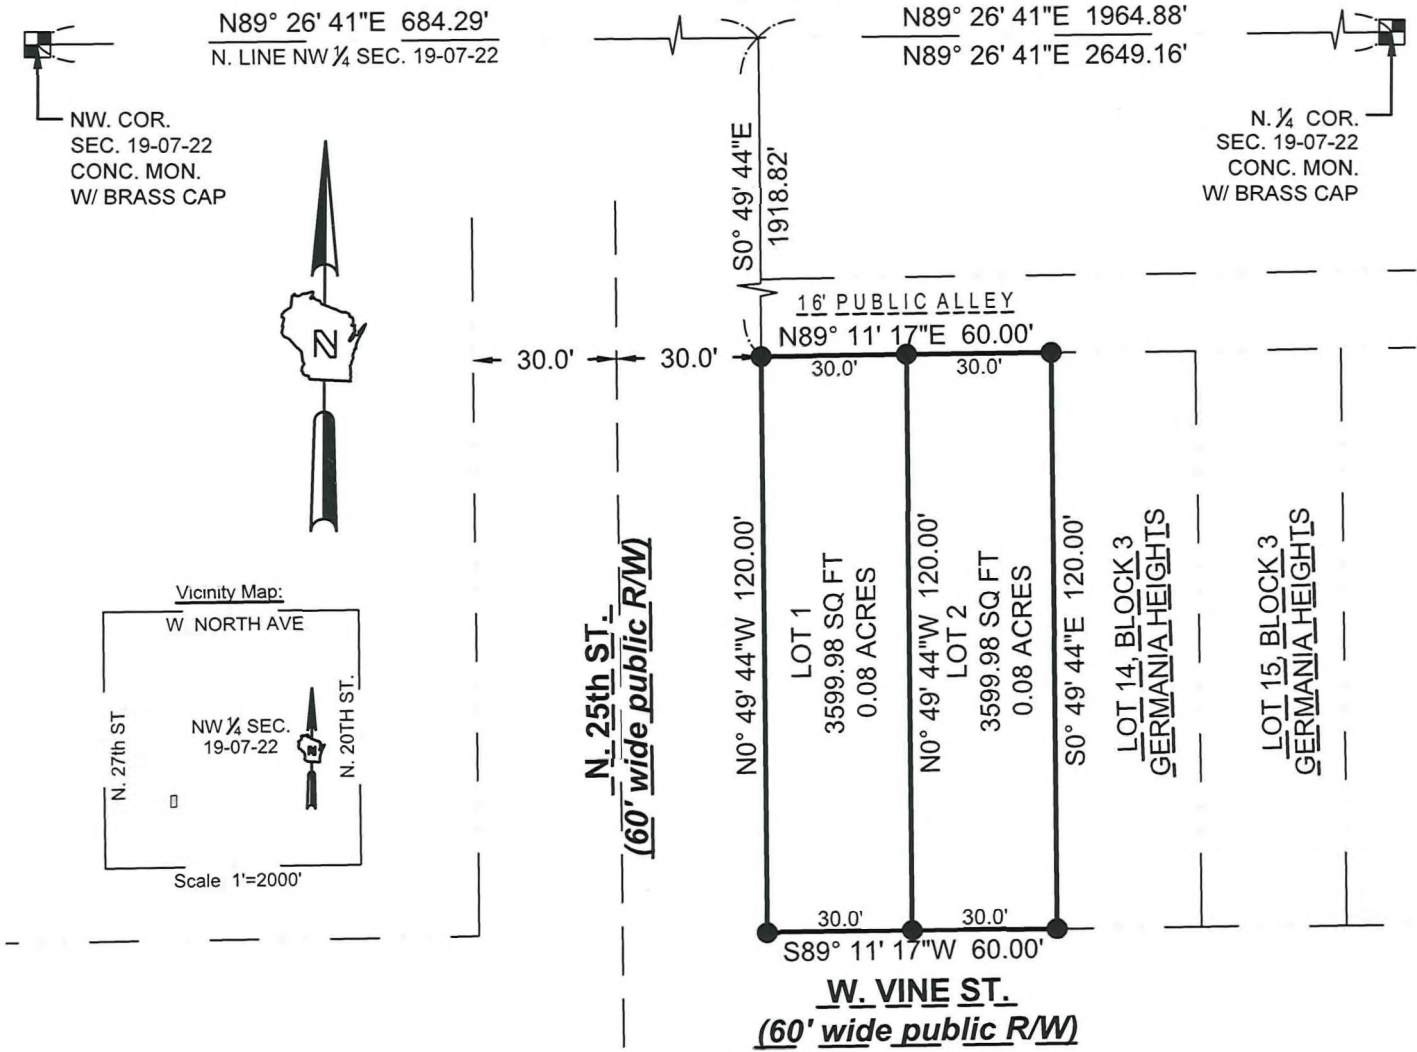 N89° 26' 41"E 684.29'
N. LINE NW ¼ SEC. 19-07-22
N89° 26' 41"E 1964.88'
N89° 26' 41"E 2649.16'
NW. COR.
SEC. 19-07-22
CONC. MON.
W/ BRASS CAP
N. ¼ COR.
SEC. 19-07-22
CONC. MON.
W/ BRASS CAP
S0° 49' 44"E
1918.82'
16' PUBLIC ALLEY
N89° 11' 17"E 60.00'
30.0'
30.0'
30.0'
30.0'
N
N. 25th ST.
(60' wide public R/W)
N0° 49' 44"W 120.00'
LOT 1
3599.98 SQ FT
0.08 ACRES
N0° 49' 44"W 120.00'
LOT 2
3599.98 SQ FT
0.08 ACRES
S0° 49' 44"E 120.00'
LOT 14, BLOCK 3
GERMANIA HEIGHTS
LOT 15, BLOCK 3
GERMANIA HEIGHTS
Vicinity Map:
W NORTH AVE
N. 27th ST.
NW ¼ SEC.
19-07-22
N
N. 20TH ST.
Scale 1'=2000'
30.0'
30.0'
S89° 11' 17"W 60.00'
W. VINE ST.
(60' wide public R/W)